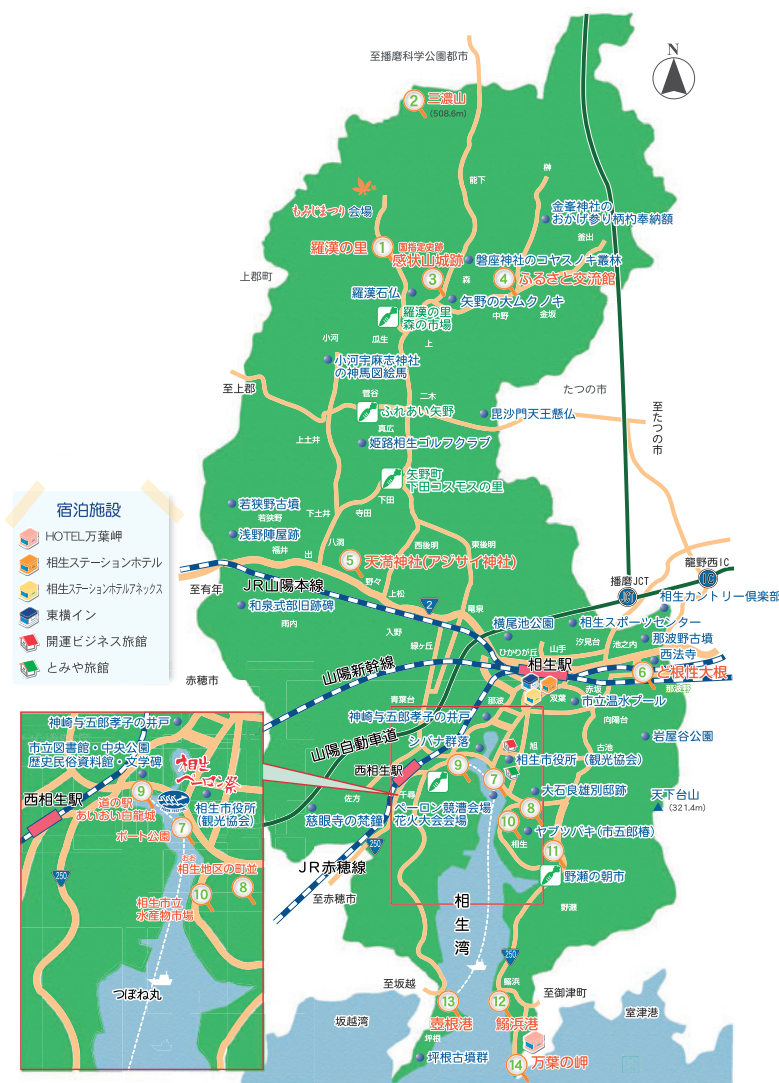 至播磨科学公園都市
N
2
三濃山
(508.6m)
榊
能下
金峯神社の
おかげ参り柄杓奉納額
もみじまつり 会場
釜出
羅漢の里
1
国指定史跡
感状山城跡
磐座神社のコヤスノキ叢林
上郡町
3
森
4
ふるさと交流館
羅漢石仏
矢野の大ムクノキ
羅漢の里
森の市場
中野
金坂
小河
瓜生
上
小河宇麻志神社
の神馬図絵馬
至上郡
菅谷
二木
たつの市
ふれあい矢野
毘沙門天王懸仏
至たつの市
真広
上土井
姫路相生ゴルフクラブ
矢野町
下田コスモスの里
宿泊施設
HOTEL万葉岬
相生ステーションホテル
相生ステーションホテルアネックス
東横イン
開運ビジネス旅館
とみや旅館
下田
若狭野古墳
若狭野
下土井
寺田
浅野陣屋跡
八洞
西後明
東後明
福井
出
5
天満神社(アジサイ神社)
龍野西IC
播磨JCT
JCT
IC
至有年
JR山陽本線
野々
上松
2
相生カントリー倶楽部
和泉式部旧跡碑
竜泉
横尾池公園
相生スポーツセンター
雨内
入野
緑ヶ丘
汐見台
池之内
那波野古墳
ひかりが丘
山手
西法寺
山陽新幹線
相生駅
6
ど根性大根
赤穂市
赤坂
那波野
青葉台
那波
双葉
市立温水プール
神崎与五郎孝子の井戸
向陽台
山陽自動車道
シバナ群落
旭
古池
岩屋谷公園
西相生駅
9
7
相生市役所(観光協会)
佐方
千尋
大石良雄別邸跡
天下台山
(321.4m)
慈眼寺の梵鐘
ペーロン競漕会場
花火大会会場
8
10
ヤブツバキ(市五郎椿)
250
相生
11
JR赤穂線
野瀬の朝市
至赤穂市
相生湾
野瀬
250
鰯浜
至坂越
至御津町
13
12
室津港
坂越湾
壺根港
鰯浜港
坪根
坪根古墳群
14
万葉の岬
神崎与五郎孝子の井戸
市立図書館・中央公園
歴史民俗資料館・文学碑
相生
ペーロン祭
西相生駅
9
道の駅
あいおい白龍城
相生市役所
(観光協会)
ボート公園
7
おお
相生地区の町並
250
10
8
相生市立
水産物市場
つぼね丸